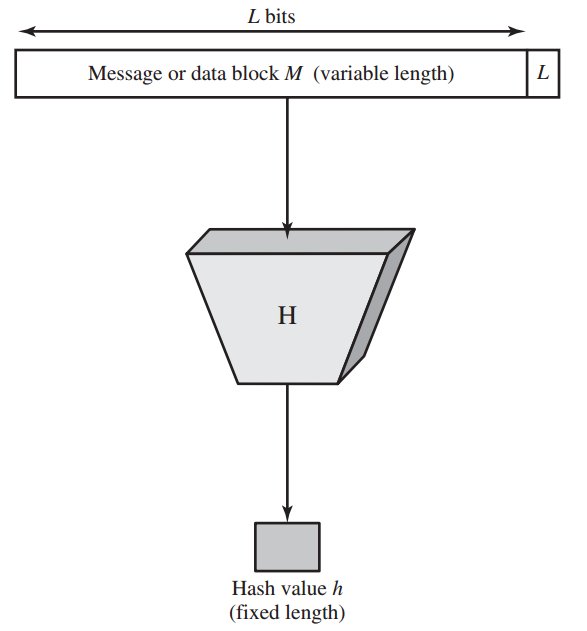 L bits
Message or data block M (variable length) L
H
Hash value h
(fixed length)